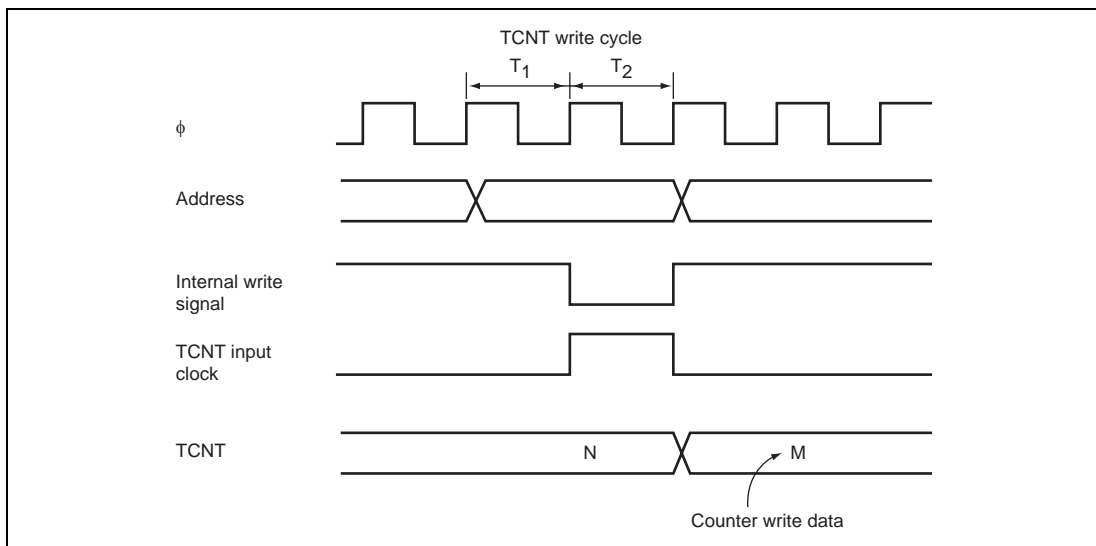 TCNT write cycle
T1 T2
ϕ
Address
Internal write
signal
TCNT input
clock
TCNT
N M
Counter write data